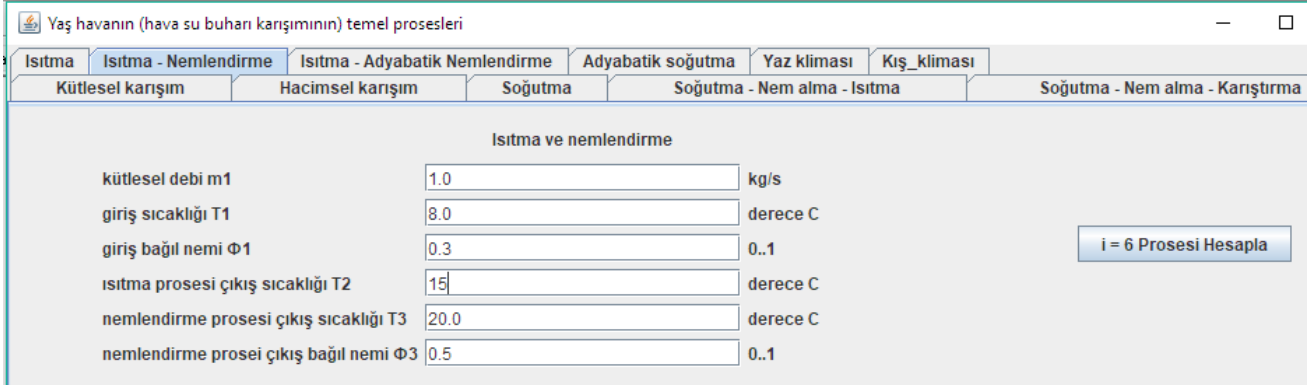 Yaş havanın (hava su buharı karışımının) temel prosesleri
Isıtma Isıtma - Nemlendirme Isıtma - Adyabatik Nemlendirme Adyabatik soğutma Yaz kliması Kış_kliması
Kütlesel karışım Hacimsel karışım Soğutma Soğutma - Nem alma - Isıtma Soğutma - Nem alma - Karıştırma
Isıtma ve nemlendirme
kütlesel debi m1 1.0 kg/s
giriş sıcaklığı T1 8.0 derece C
giriş bağıl nemi Φ1 0.3 0..1
i = 6 Prosesi Hesapla
ısıtma prosesi çıkış sıcaklığı T2 15 derece C
nemlendirme prosesi çıkış sıcaklığı T3 20.0 derece C
nemlendirme prosei çıkış bağıl nemi Φ3 0.5 0..1